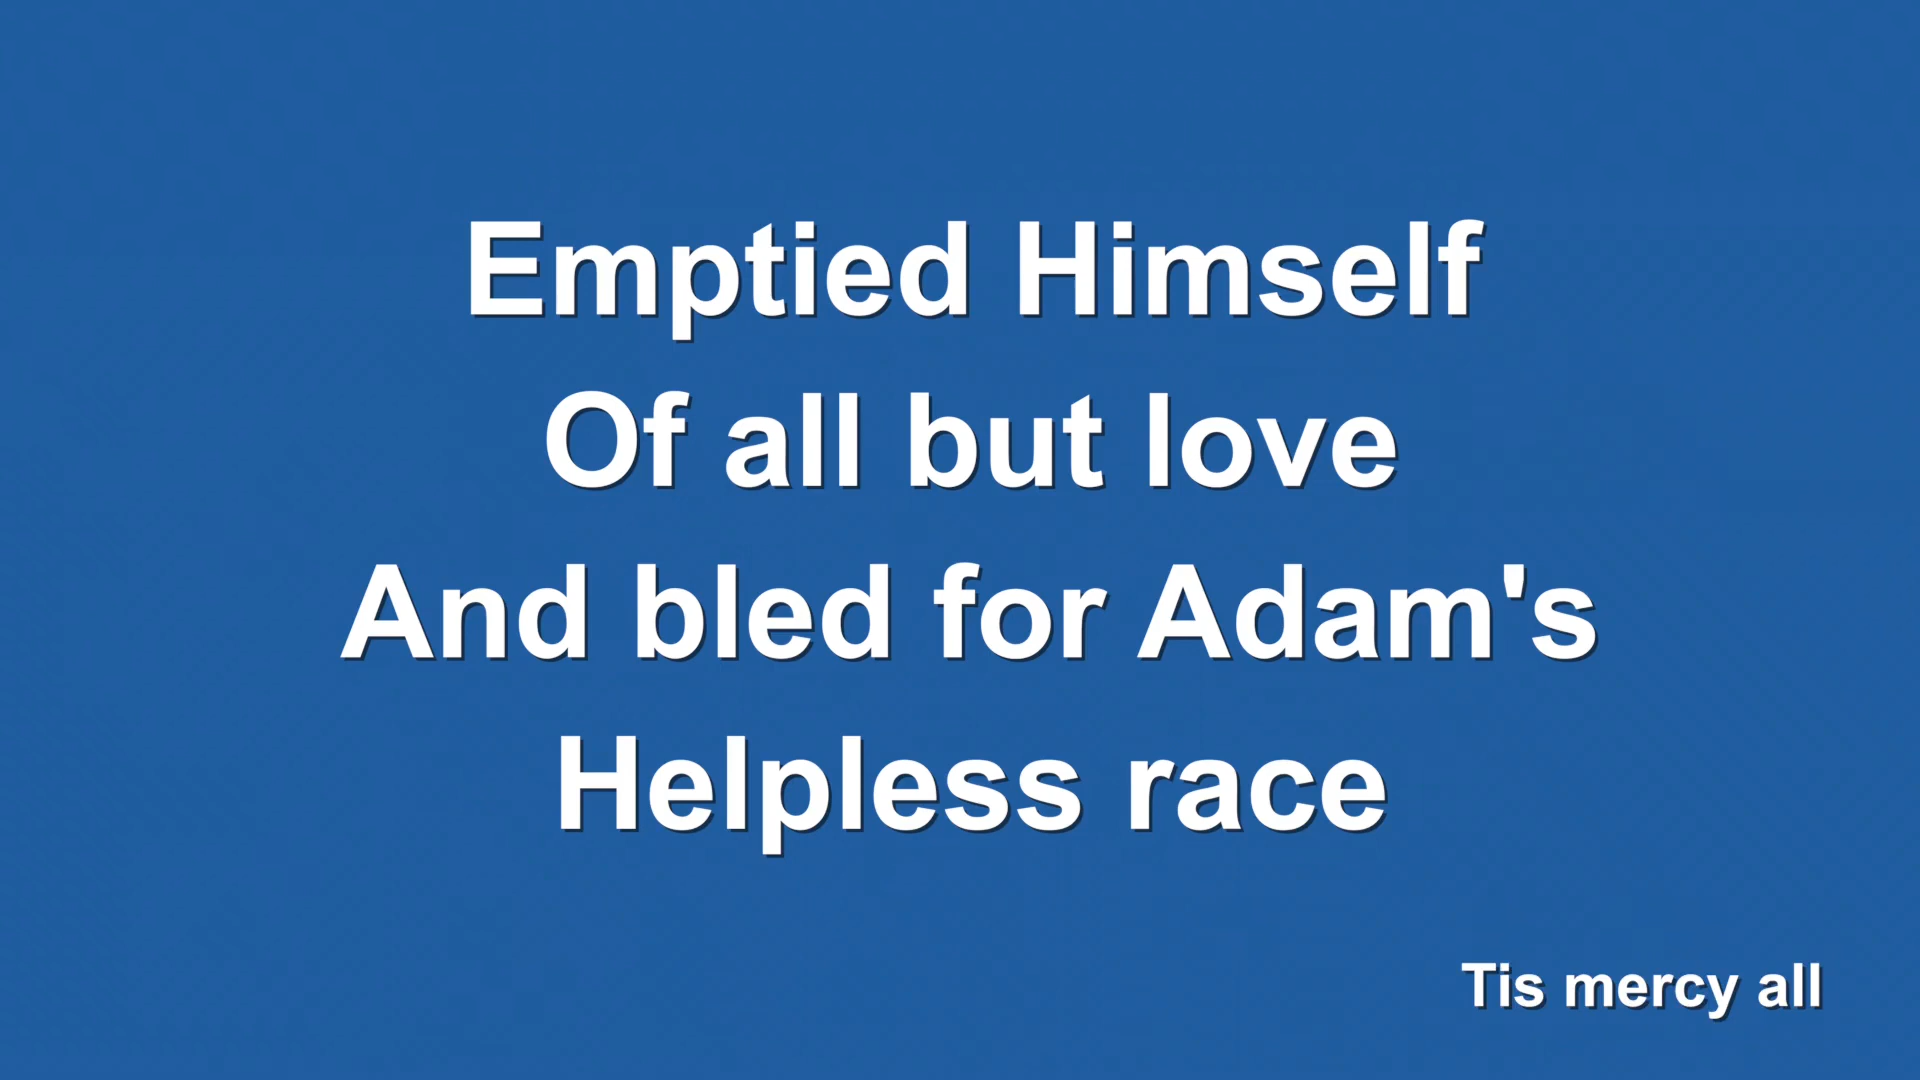 Emptied Himself
Of all but love
And bled for Adam's
Helpless race
Tis mercy all